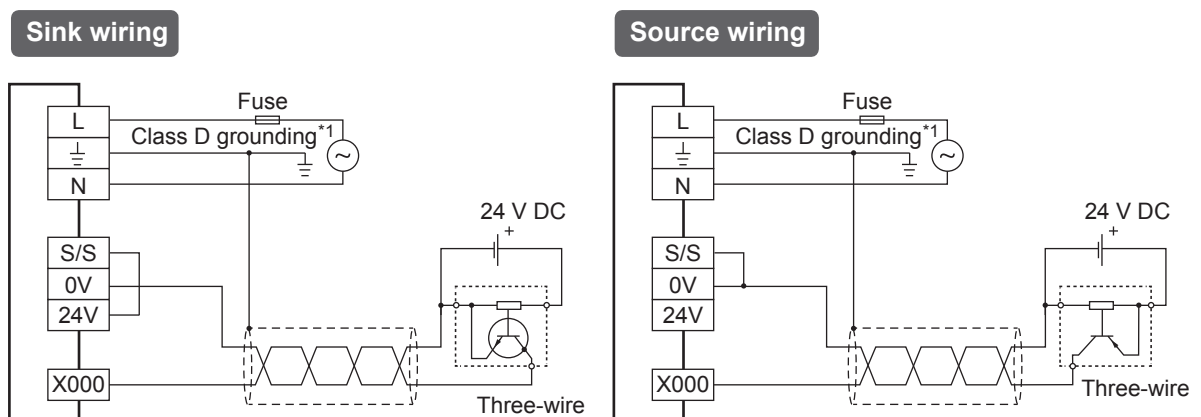 Sink wiring
Fuse
L
Class D grounding*1
N
24 V DC
+
S/S
0V
24V
X000
Three-wire
Source wiring
Fuse
L
Class D grounding*1
N
24 V DC
+
S/S
0V
24V
X000
Three-wire